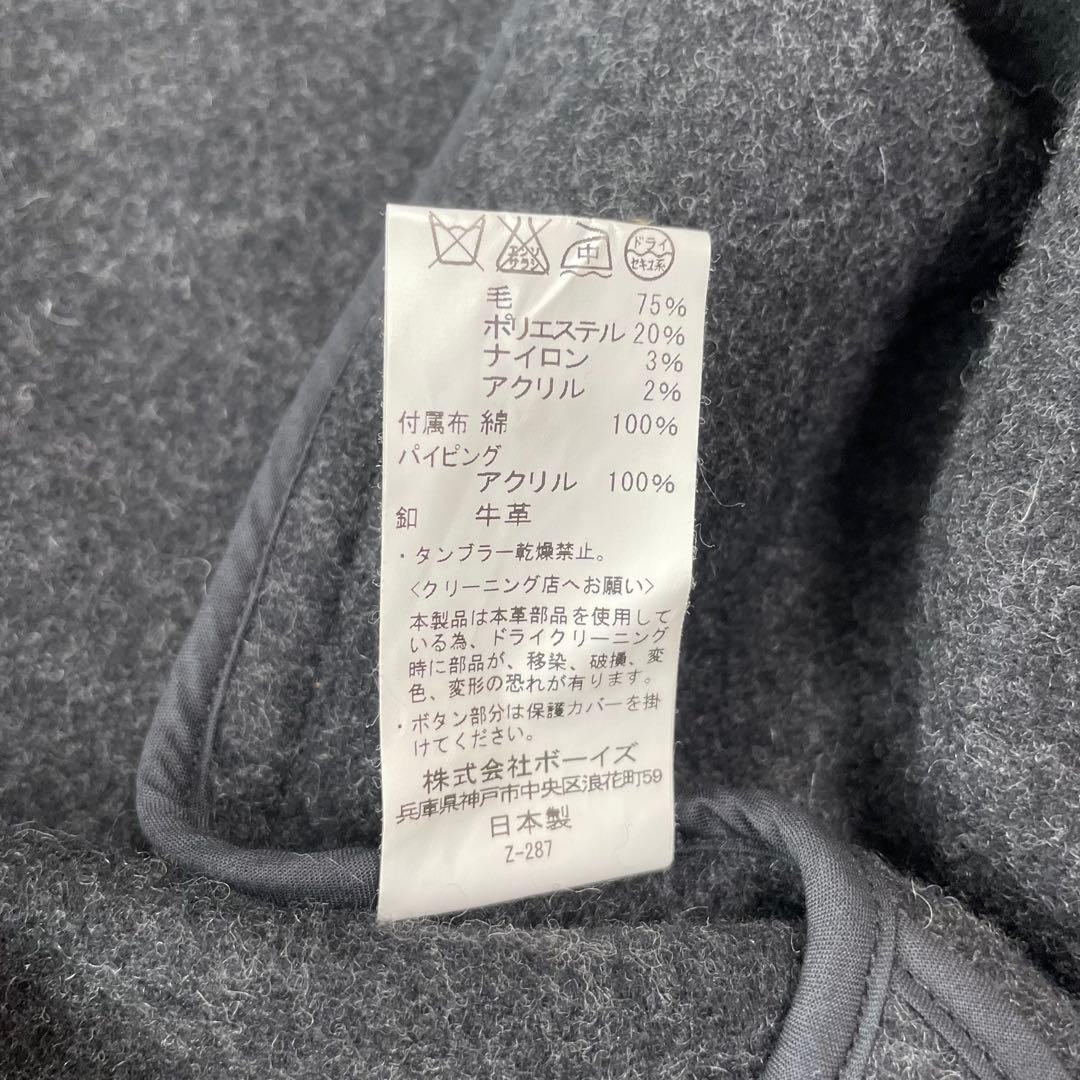 エンソ サラシ 中 ドライ セキユ系
毛 75%
ポリエステル 20%
ナイロン 3%
アクリル 2%
付属布 綿 100%
パイピング
アクリル 100%
釦 牛革
・タンブラー乾燥禁止。
〈クリーニング店へお願い〉
本製品は本革部品を使用して
いる為、ドライクリーニング
時に部品が、移染、破損、変
色、変形の恐れが有ります。
・ボタン部分は保護カバーを掛
けてください。
株式会社ボーイズ
兵庫県神戸市中央区浪花町59
日本製
Z-287